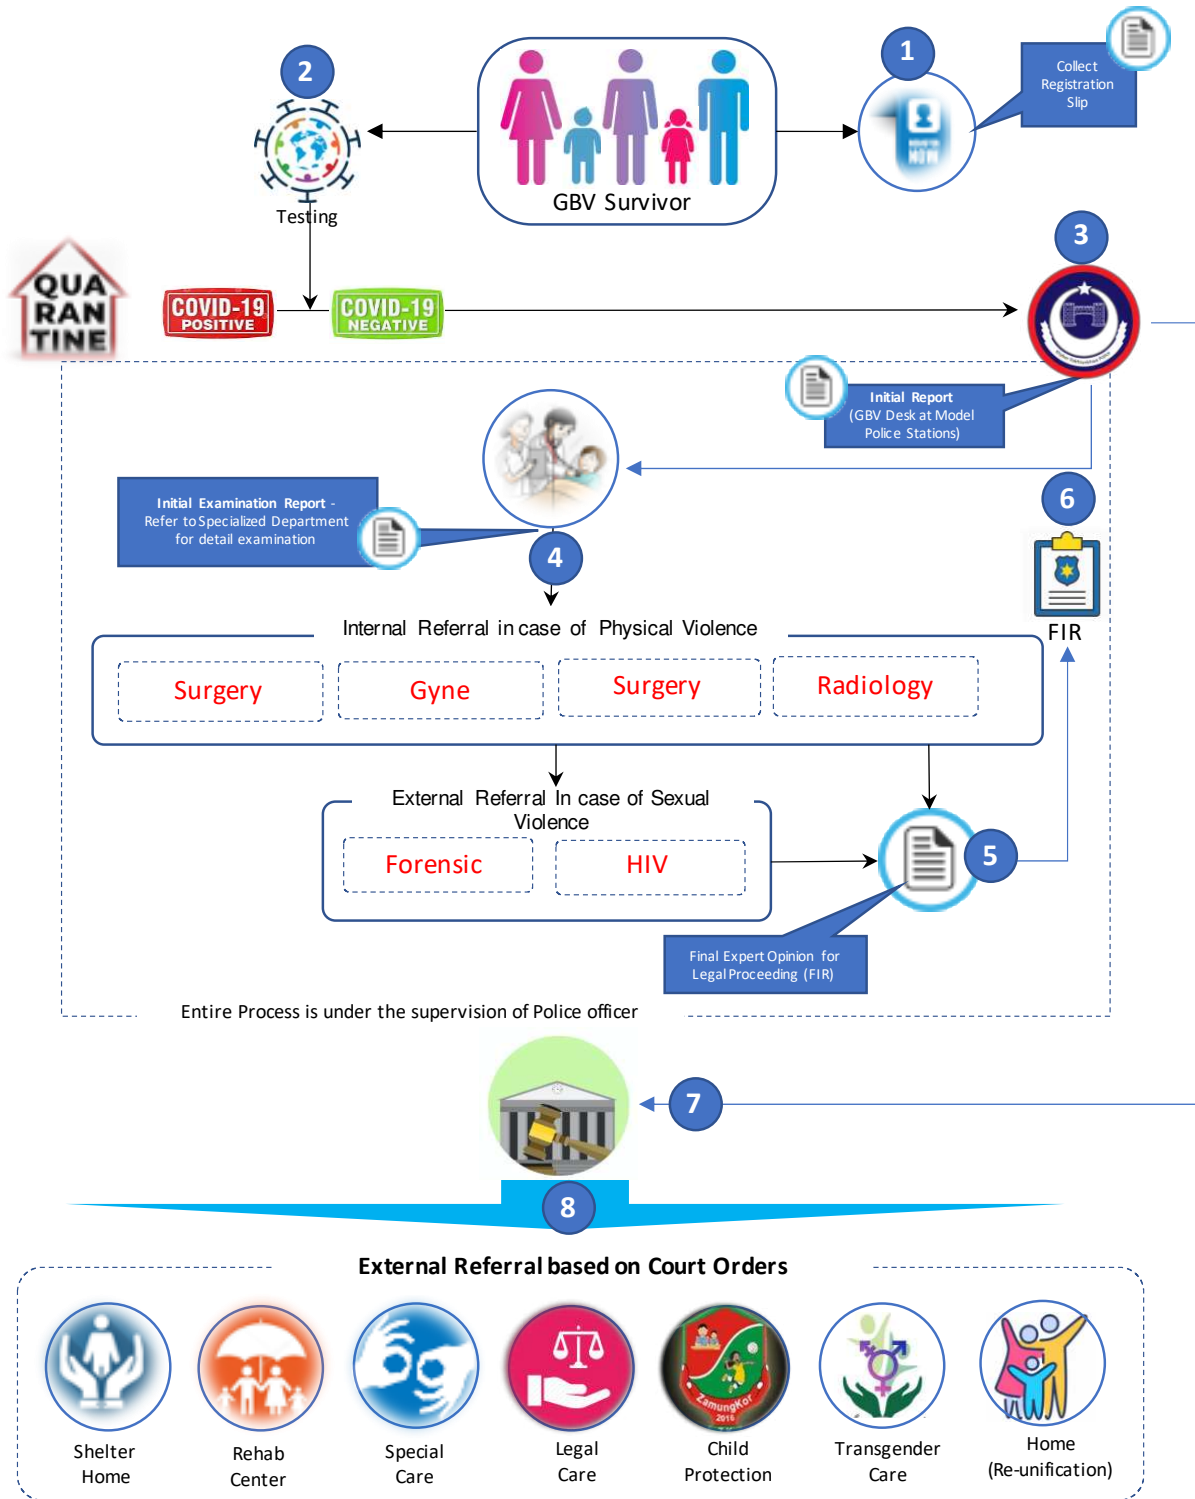 1
Collect
Registration
Slip
2
GBV Survivor
NOW
Testing
3
QUA
RAN
TINE
COVID-19
POSITIVE
COVID-19
NEGATIVE
Initial Report
(GBV Desk at Model
Police Stations)
Initial Examination Report -
Refer to Specialized Department
for detail examination
4
6
FIR
Internal Referral in case of Physical Violence
Surgery
Gyne
Surgery
Radiology
External Referral In case of Sexual
Violence
Forensic
HIV
5
Final Expert Opinion for
Legal Proceeding (FIR)
Entire Process is under the supervision of Police officer
7
8
External Referral based on Court Orders
ZamungKor
2016
Shelter
Home
Rehab
Center
Special
Care
Legal
Care
Child
Protection
Transgender
Care
Home
(Re-unification)